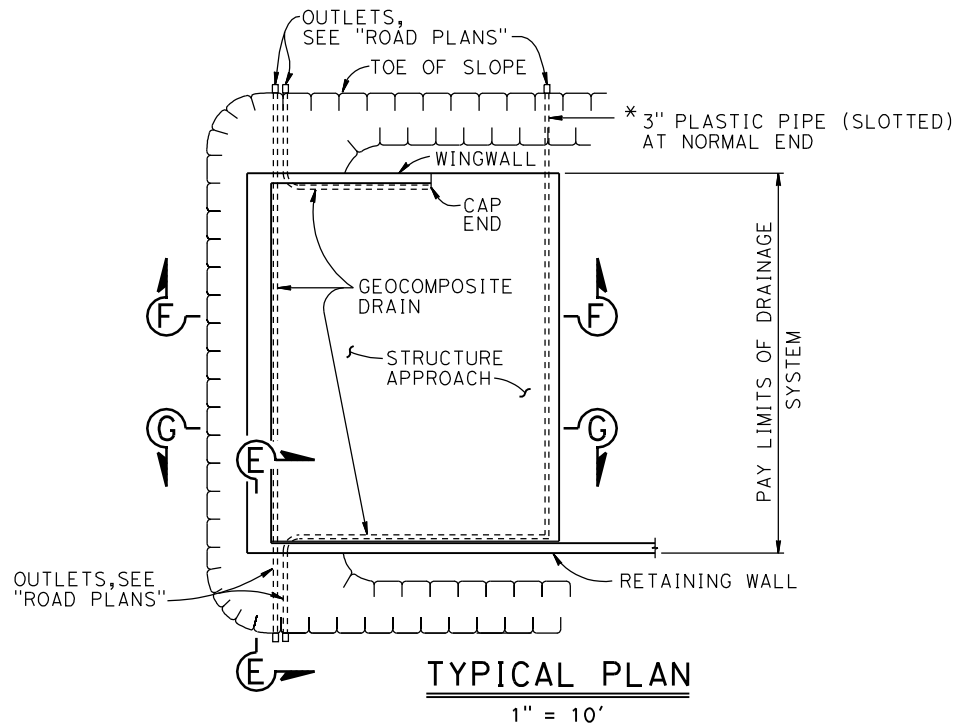 OUTLETS,
SEE "ROAD PLANS"
TOE OF SLOPE
* 3" PLASTIC PIPE (SLOTTED)
AT NORMAL END
WINGWALL
CAP
END
GEOCOMPOSITE
DRAIN
STRUCTURE
APPROACH
F
F
G
G
E
E
PAY LIMITS OF DRAINAGE
SYSTEM
OUTLETS,SEE
"ROAD PLANS"
RETAINING WALL
TYPICAL PLAN
1" = 10'